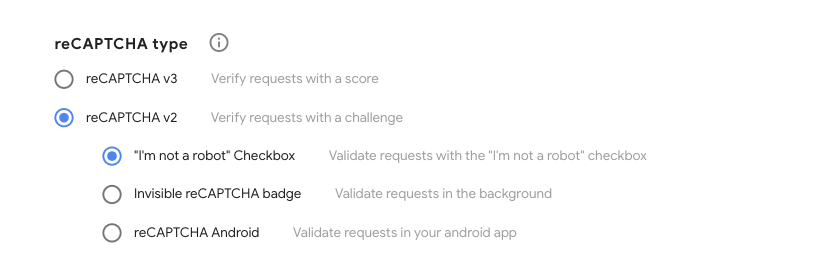 reCAPTCHA type
reCAPTCHA v3 Verify requests with a score
reCAPTCHA v2 Verify requests with a challenge
"I'm not a robot" Checkbox Validate requests with the "I'm not a robot" checkbox
Invisible reCAPTCHA badge Validate requests in the background
reCAPTCHA Android Validate requests in your android app